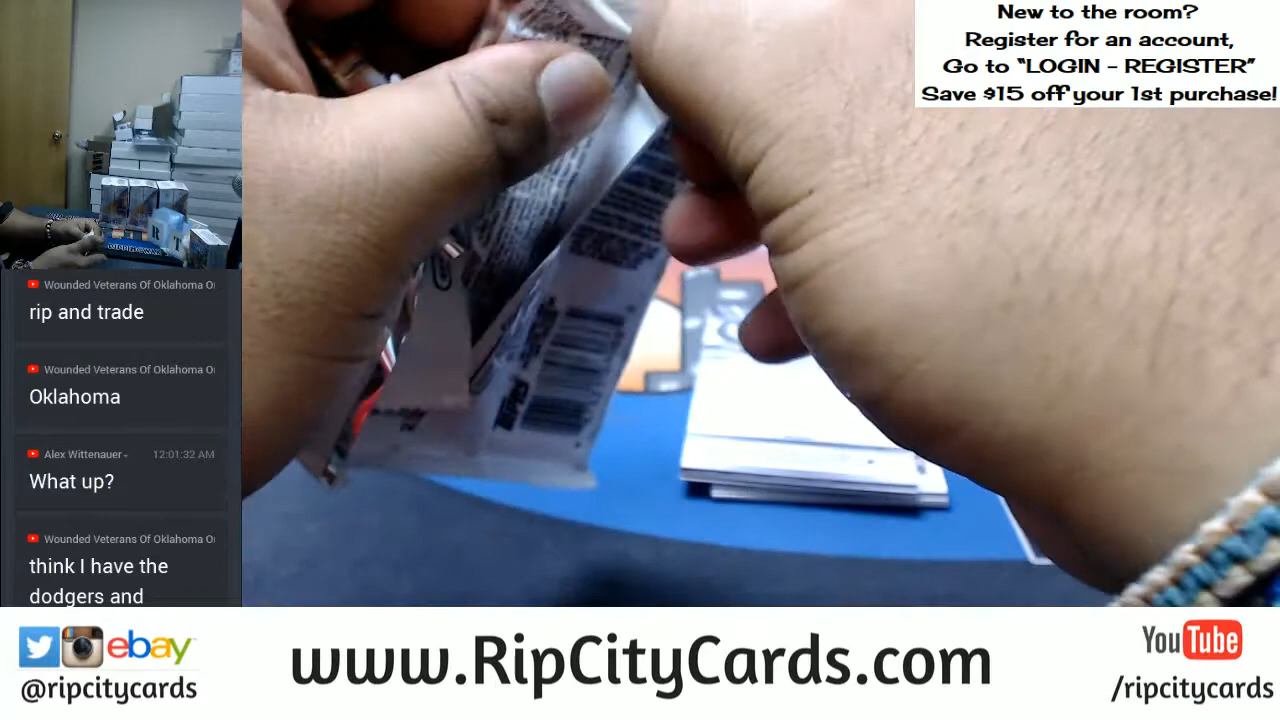 New to the room?
Register for an account,
Go to "LOGIN - REGISTER"
Save $15 off your 1st purchase!
R T
Wounded Veterans Of Oklahoma
rip and trade
Wounded Veterans Of Oklahoma
Oklahoma
Alex Wittenauer
12:01:32 AM
What up?
Wounded Veterans Of Oklahoma
think I have the
dodgers and
ebay
@ripcitycards
www.RipCityCards.com
YouTube
/ripcitycards